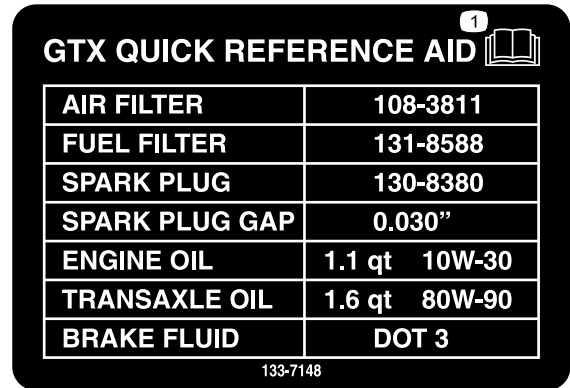 1
GTX QUICK REFERENCE AID
AIR FILTER 108-3811
FUEL FILTER 131-8588
SPARK PLUG 130-8380
SPARK PLUG GAP 0.030”
ENGINE OIL 1.1 qt 10W-30
TRANSAXLE OIL 1.6 qt 80W-90
BRAKE FLUID DOT 3
133-7148